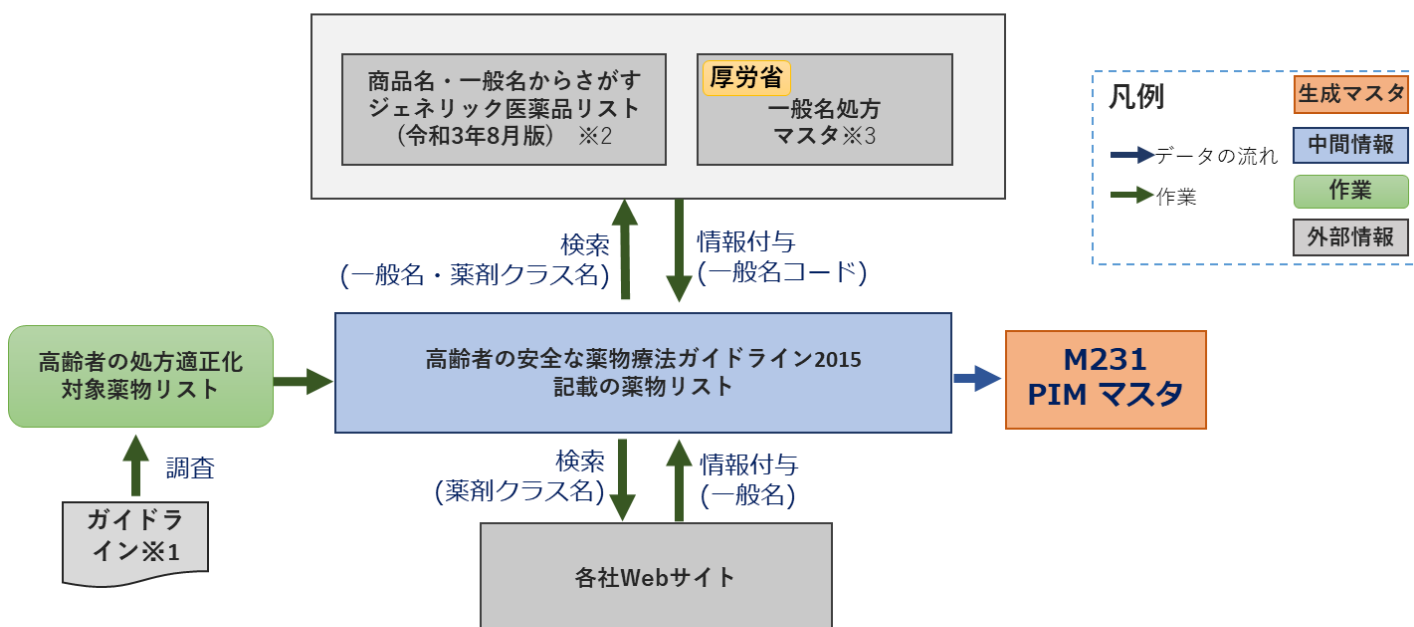 商品名・一般名からさがす
ジェネリック医薬品リスト
(令和3年8月版) ※2
厚労省
一般名処方
マスタ※3
凡例
データの流れ
作業
生成マスタ
中間情報
作業
外部情報
検索
(一般名・薬剤クラス名)
情報付与
(一般名コード)
高齢者の処方適正化
対象薬物リスト
高齢者の安全な薬物療法ガイドライン2015
記載の薬物リスト
M231
PIM マスタ
調査
ガイドラ
イン※1
検索
(薬剤クラス名)
情報付与
(一般名)
各社Webサイト